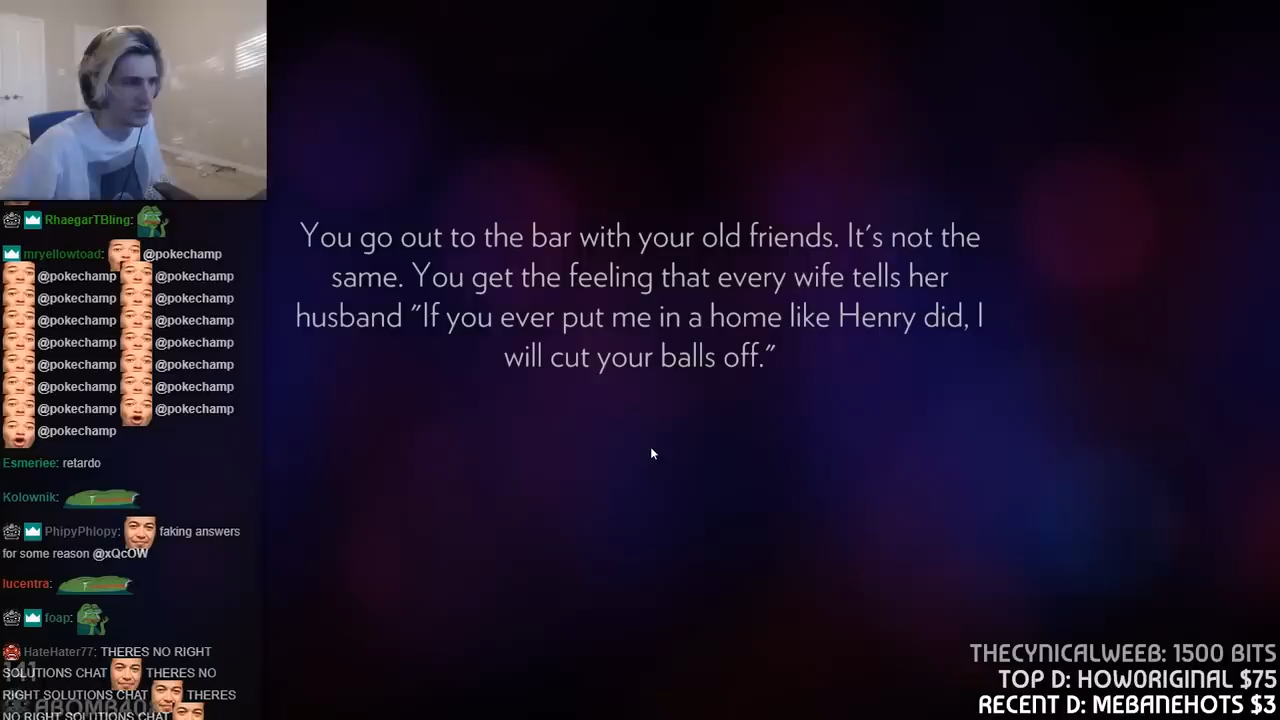 RhaegarTBling:
mryellowtoad: @pokechamp
@pokechamp @pokechamp
@pokechamp @pokechamp
@pokechamp @pokechamp
@pokechamp @pokechamp
@pokechamp @pokechamp
@pokechamp @pokechamp
@pokechamp @pokechamp
@pokechamp
Esmeriee: retardo
Kolownik:
PhipyPhlopy: faking answers
for some reason @xQcOW
lucentra:
foap:
HateHater77: THERES NO RIGHT
SOLUTIONS CHAT THERES NO
RIGHT SOLUTIONS CHAT THERES
NO RIGHT SOLUTIONS CHAT
You go out to the bar with your old friends. It's not the
same. You get the feeling that every wife tells her
husband "If you ever put me in a home like Henry did, I
will cut your balls off."
THECYNICALWEEB: 1500 BITS
TOP D: HOWORIGINAL $75
RECENT D: MEBANEHOTS $3